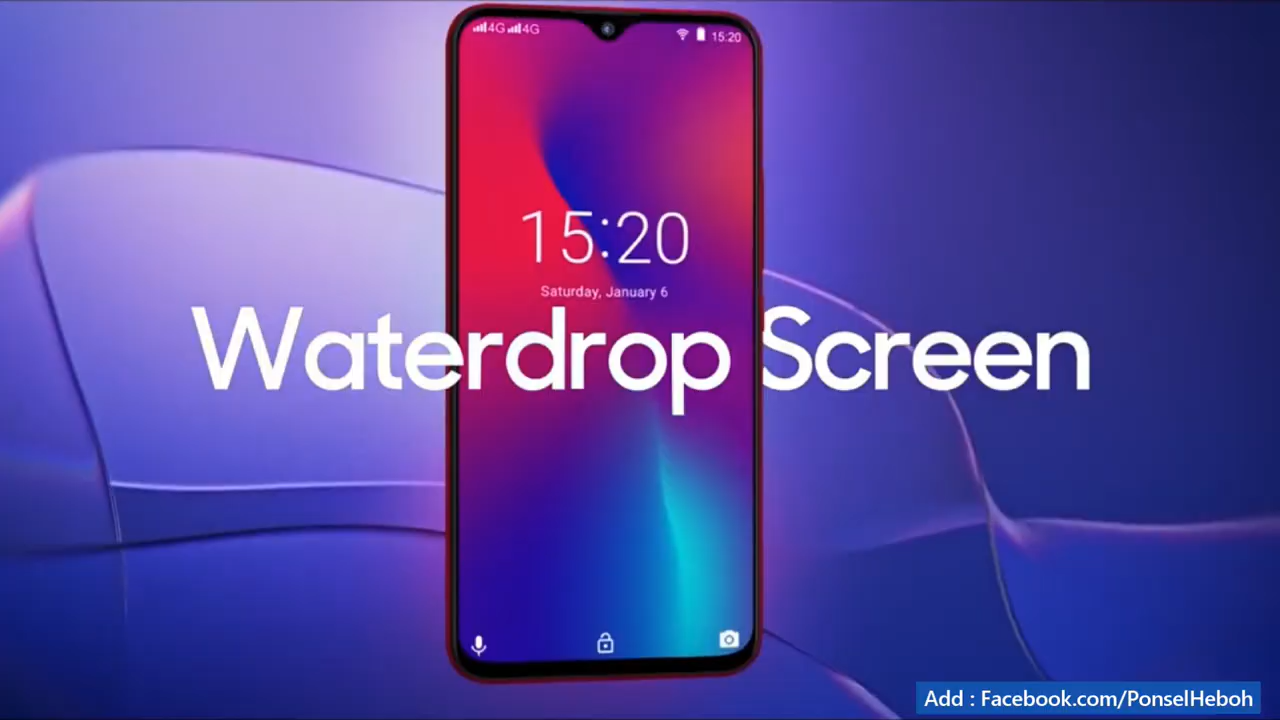 4G 4G 15:20
15:20
Saturday, January 6
Waterdrop Screen
Add : Facebook.com/PonselHeboh